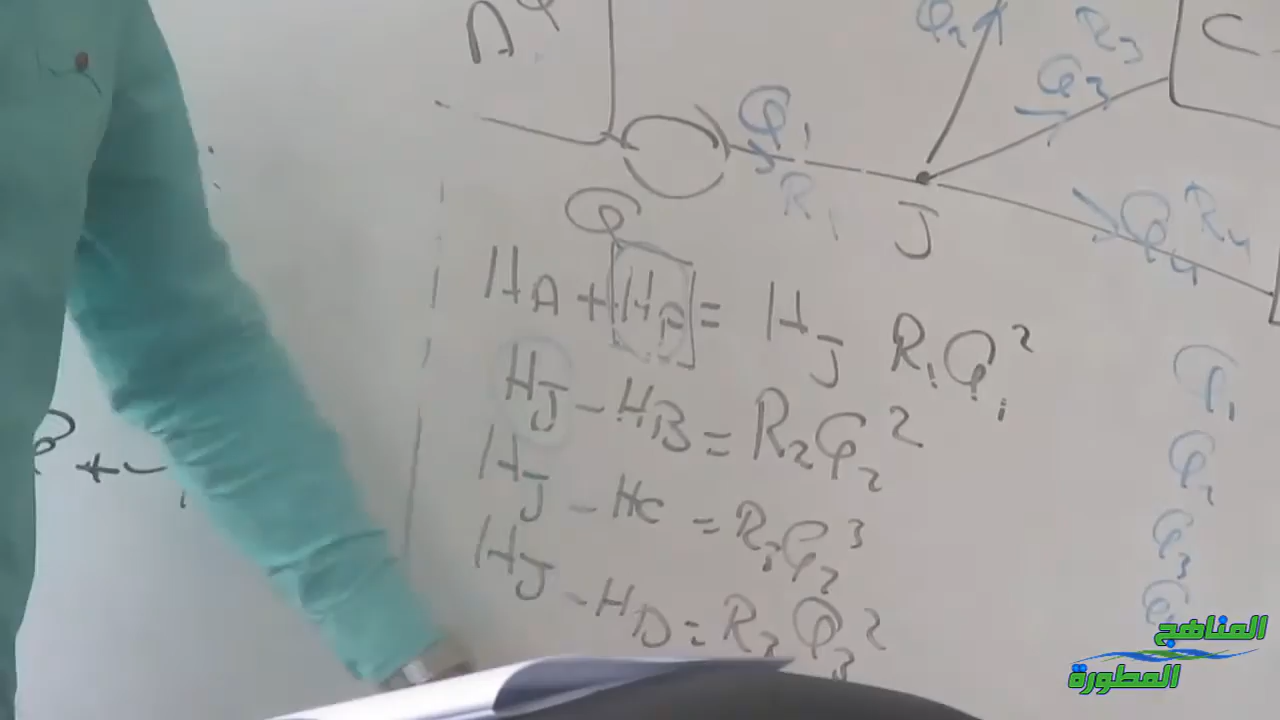 A
Q2
R3
Q3
C
Q1
R1
J
Q4
R4
Q
HA + HP = HJ R1Q1²
HJ - HB = R2Q2²
HJ - HC = R2Q2³
HJ - HD = R3Q3²
Q1
Q2
Q3
المناهج
المطورة